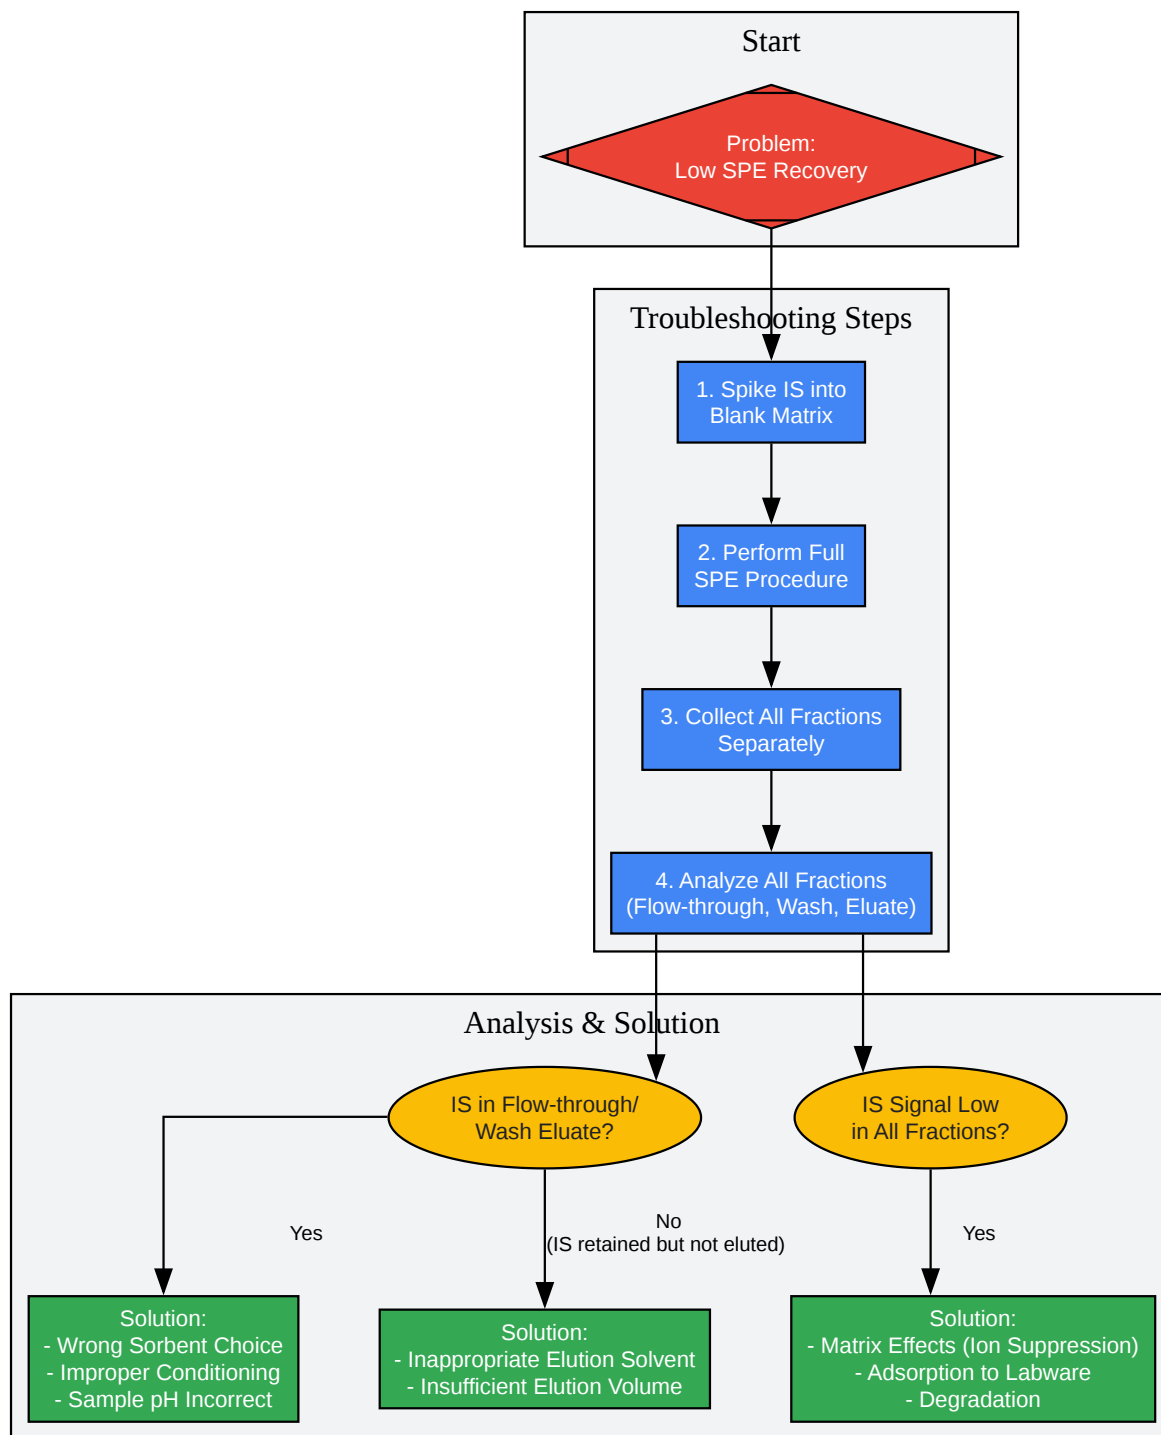 Start
Problem:
Low SPE Recovery
Troubleshooting Steps
1. Spike IS into
Blank Matrix
2. Perform Full
SPE Procedure
3. Collect All Fractions
Separately
4. Analyze All Fractions
(Flow-through, Wash, Eluate)
Analysis & Solution
IS in Flow-through/
Wash Eluate?
IS Signal Low
in All Fractions?
Yes
No
(IS retained but not eluted)
Yes
Solution:
- Wrong Sorbent Choice
- Improper Conditioning
- Sample pH Incorrect
Solution:
- Inappropriate Elution Solvent
- Insufficient Elution Volume
Solution:
- Matrix Effects (Ion Suppression)
- Adsorption to Labware
- Degradation